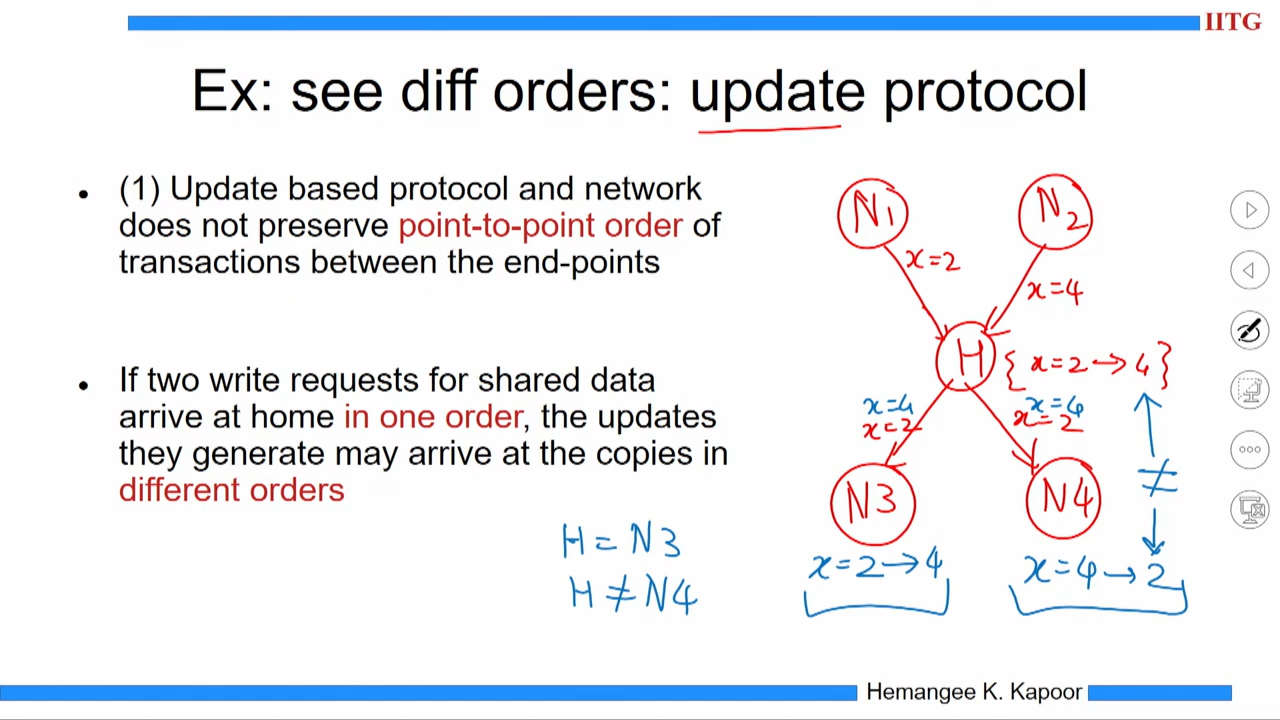 IITG
Ex: see diff orders: update protocol
• (1) Update based protocol and network
does not preserve point-to-point order of
transactions between the end-points
• If two write requests for shared data
arrive at home in one order, the updates
they generate may arrive at the copies in
different orders
N1
N2
x=2
x=4
H
{ x=2→4 }
x=4
x=2
x=4
x=2
≠
N3
N4
H = N3
H ≠ N4
x=2→4
x=4→2
Hemangee K. Kapoor